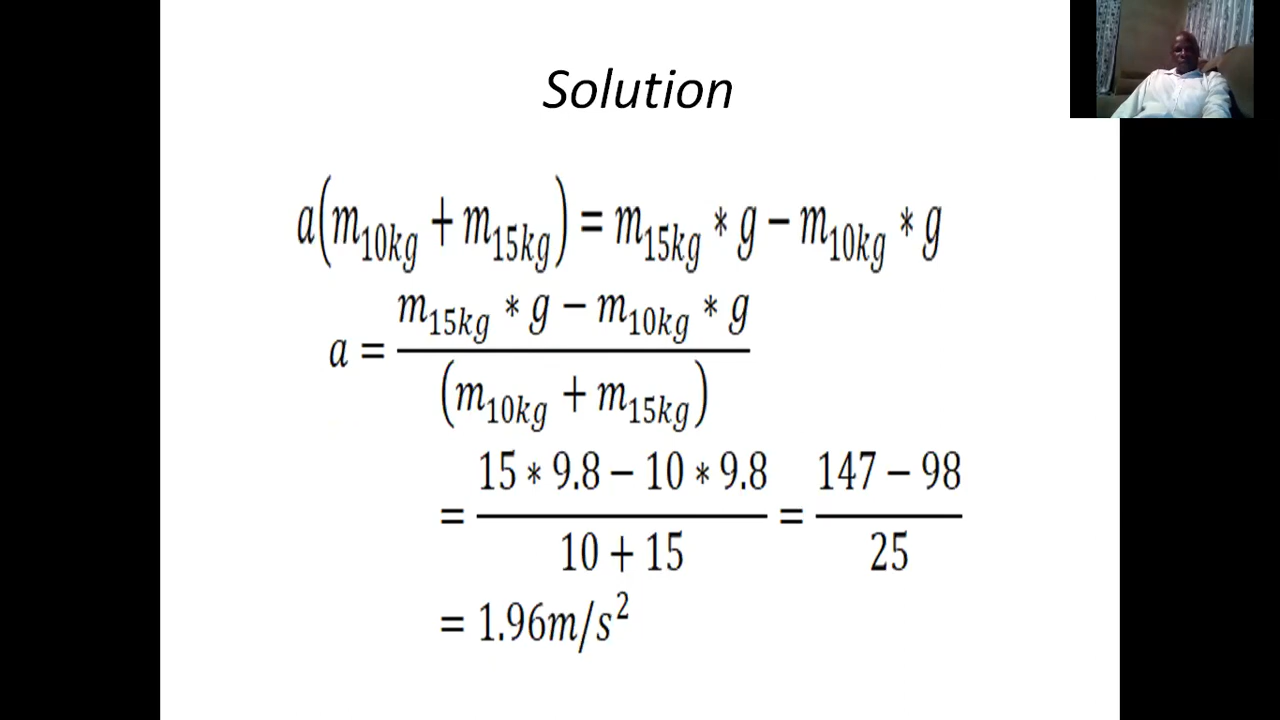 Solution
a(m₁₀kg + m₁₅kg) = m₁₅kg * g − m₁₀kg * g
a = (m₁₅kg * g − m₁₀kg * g) / (m₁₀kg + m₁₅kg)
= (15 * 9.8 − 10 * 9.8) / (10 + 15) = (147 − 98) / 25
= 1.96m/s²